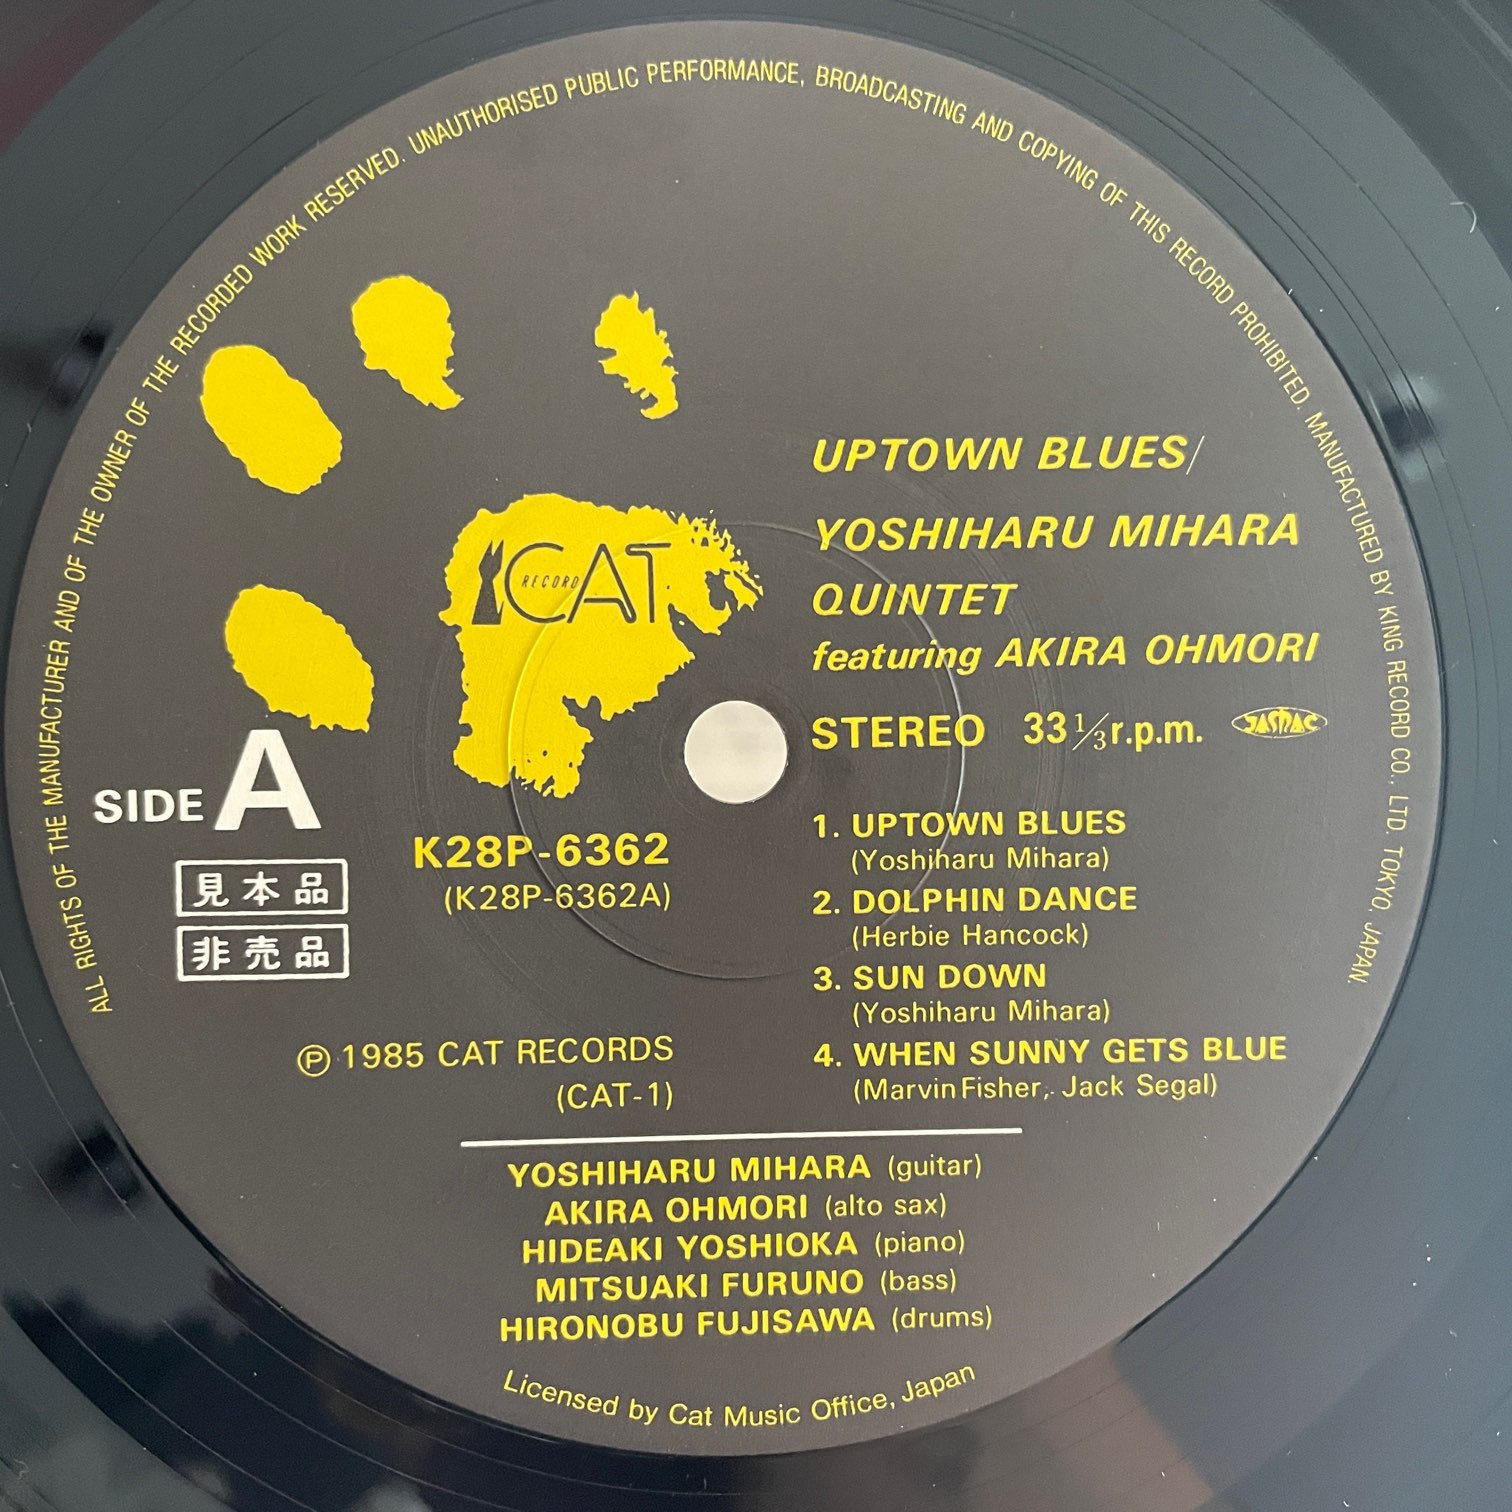 ALL RIGHTS OF THE MANUFACTURER AND OF THE OWNER OF THE RECORDED WORK RESERVED. UNAUTHORISED PUBLIC PERFORMANCE, BROADCASTING AND COPYING OF THIS RECORD PROHIBITED. MANUFACTURED BY KING RECORD CO., LTD. TOKYO, JAPAN.
CAT
RECORD
UPTOWN BLUES/
YOSHIHARU MIHARA
QUINTET
featuring AKIRA OHMORI
STEREO 33 1/3 r.p.m. JASRAC
SIDE A
見本品
非売品
K28P-6362
(K28P-6362A)
Ⓟ 1985 CAT RECORDS
(CAT-1)
1. UPTOWN BLUES
(Yoshiharu Mihara)
2. DOLPHIN DANCE
(Herbie Hancock)
3. SUN DOWN
(Yoshiharu Mihara)
4. WHEN SUNNY GETS BLUE
(Marvin Fisher, Jack Segal)
YOSHIHARU MIHARA (guitar)
AKIRA OHMORI (alto sax)
HIDEAKI YOSHIOKA (piano)
MITSUAKI FURUNO (bass)
HIRONOBU FUJISAWA (drums)
Licensed by Cat Music Office, Japan